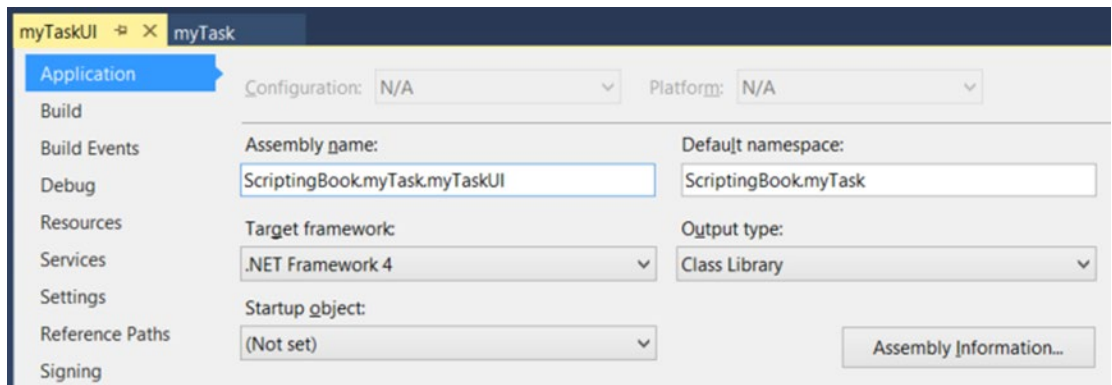 myTaskUI myTask
Application
Configuration: N/A Platform: N/A
Build
Build Events
Assembly name: Default namespace:
Debug
ScriptingBook.myTask.myTaskUI ScriptingBook.myTask
Resources
Target framework: Output type:
Services
.NET Framework 4 Class Library
Settings
Startup object:
Reference Paths
(Not set) Assembly Information...
Signing